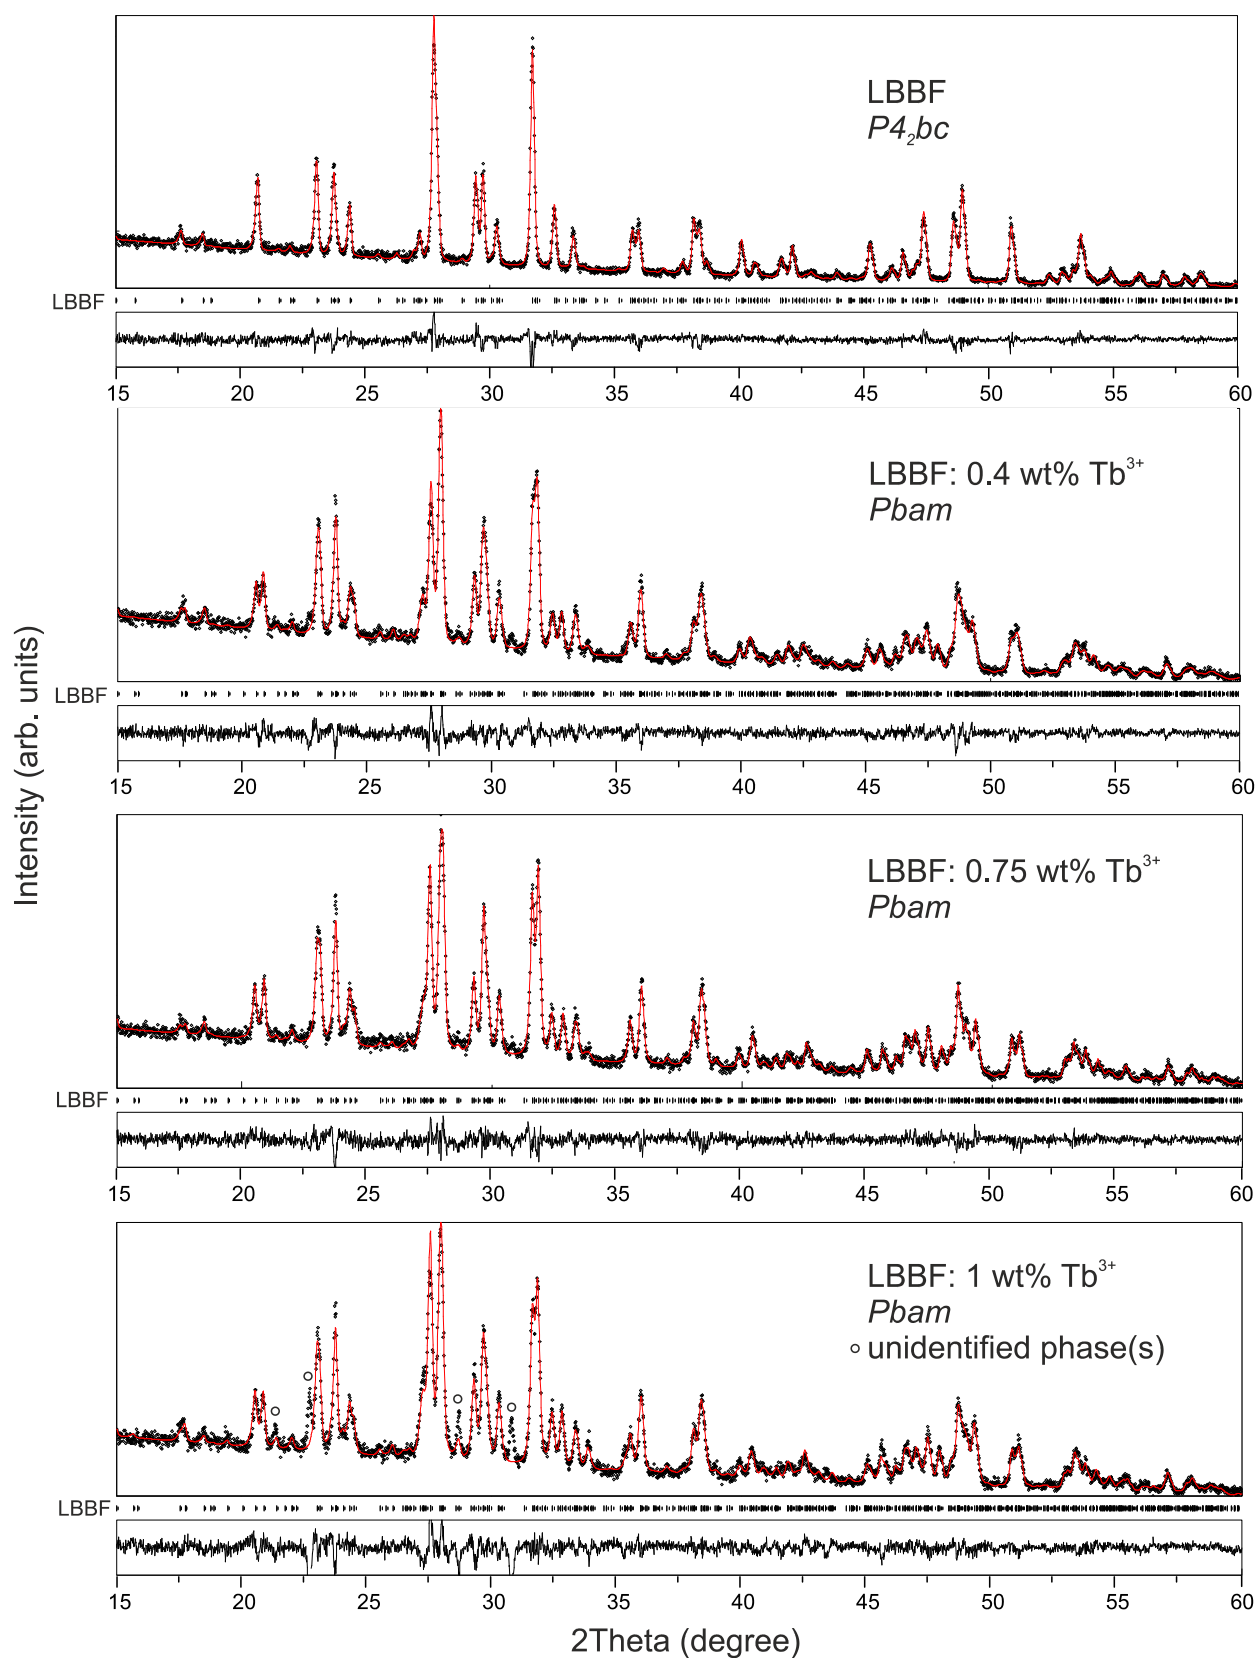 LBBF
P4₂bc
LBBF
15 20 25 30 35 40 45 50 55 60
LBBF: 0.4 wt% Tb³⁺
Pbam
LBBF
15 20 25 30 35 40 45 50 55 60
Intensity (arb. units)
LBBF: 0.75 wt% Tb³⁺
Pbam
LBBF
15 20 25 30 35 40 45 50 55 60
LBBF: 1 wt% Tb³⁺
Pbam
unidentified phase(s)
LBBF
15 20 25 30 35 40 45 50 55 60
2Theta (degree)